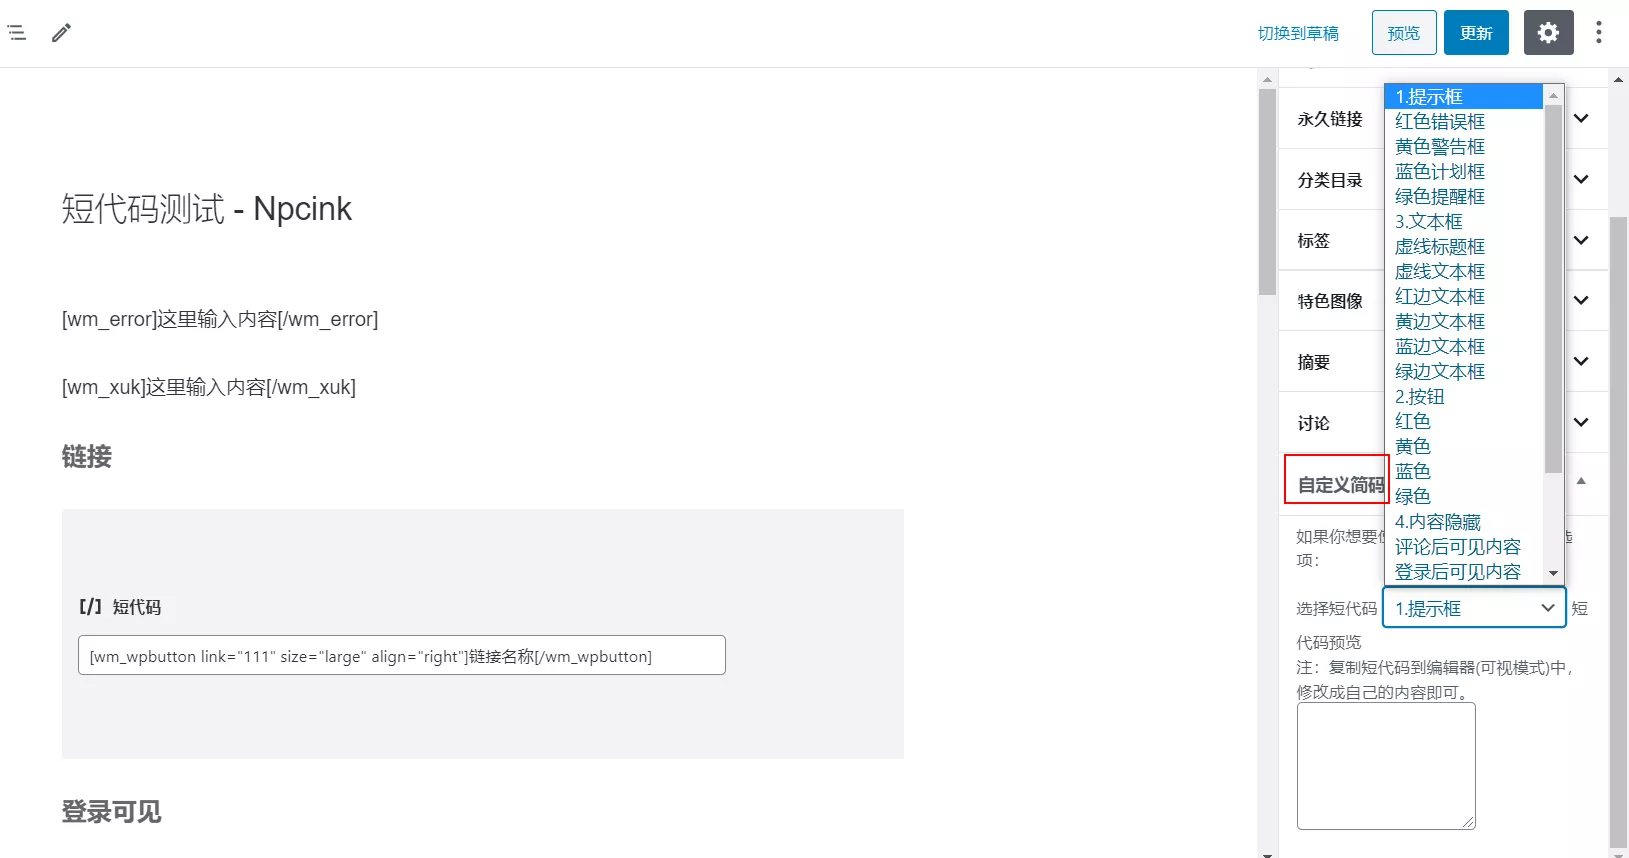 切换到草稿
预览
更新
短代码测试 - Npcink
[wm_error]这里输入内容[/wm_error]
[wm_xuk]这里输入内容[/wm_xuk]
链接
[/] 短代码
[wm_wpbutton link="111" size="large" align="right"]链接名称[/wm_wpbutton]
登录可见
永久链接
分类目录
标签
特色图像
摘要
讨论
自定义简码
1.提示框
红色错误框
黄色警告框
蓝色计划框
绿色提醒框
3.文本框
虚线标题框
虚线文本框
红边文本框
黄边文本框
蓝边文本框
绿边文本框
2.按钮
红色
黄色
蓝色
绿色
4.内容隐藏
评论后可见内容
登录后可见内容
如果你想要
项：
选择短代码 1.提示框 短
代码预览
注：复制短代码到编辑器(可视模式)中，
修改成自己的内容即可。